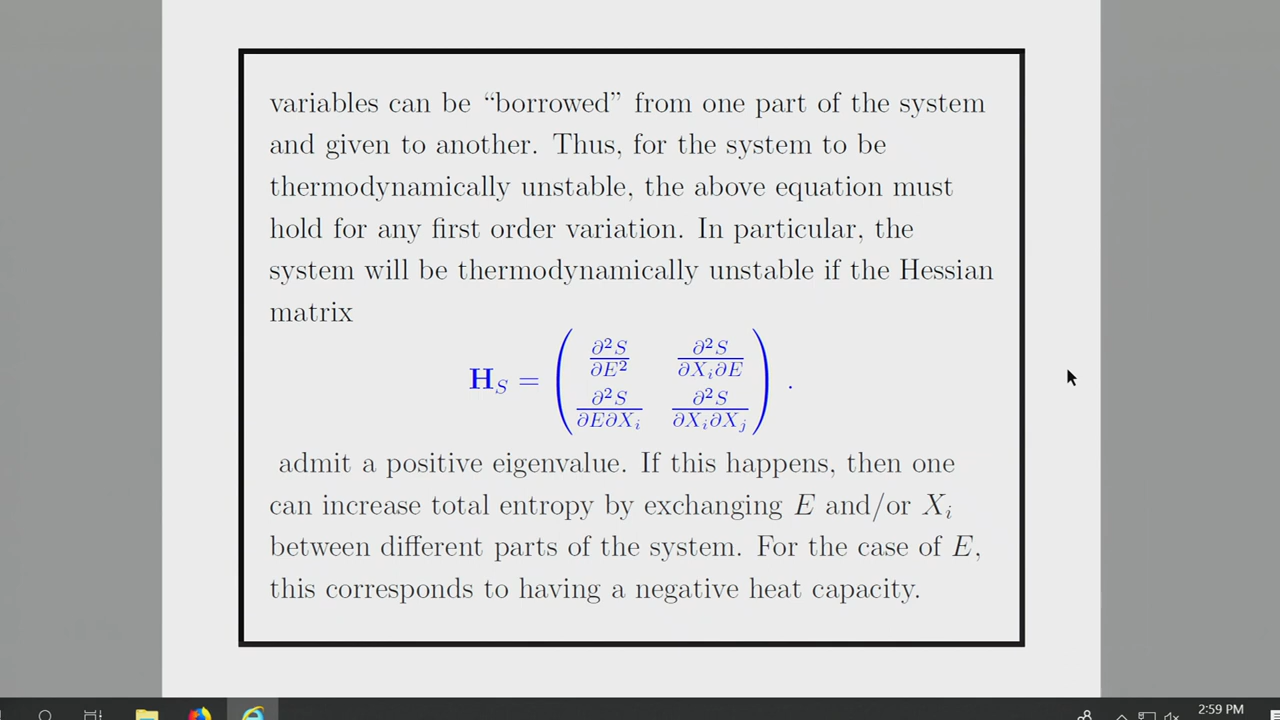 variables can be “borrowed” from one part of the system
and given to another. Thus, for the system to be
thermodynamically unstable, the above equation must
hold for any first order variation. In particular, the
system will be thermodynamically unstable if the Hessian
matrix
H_S = ( ∂²S/∂E² ∂²S/∂X_i∂E
∂²S/∂E∂X_i ∂²S/∂X_i∂X_j ) .
admit a positive eigenvalue. If this happens, then one
can increase total entropy by exchanging E and/or X_i
between different parts of the system. For the case of E,
this corresponds to having a negative heat capacity.
2:59 PM